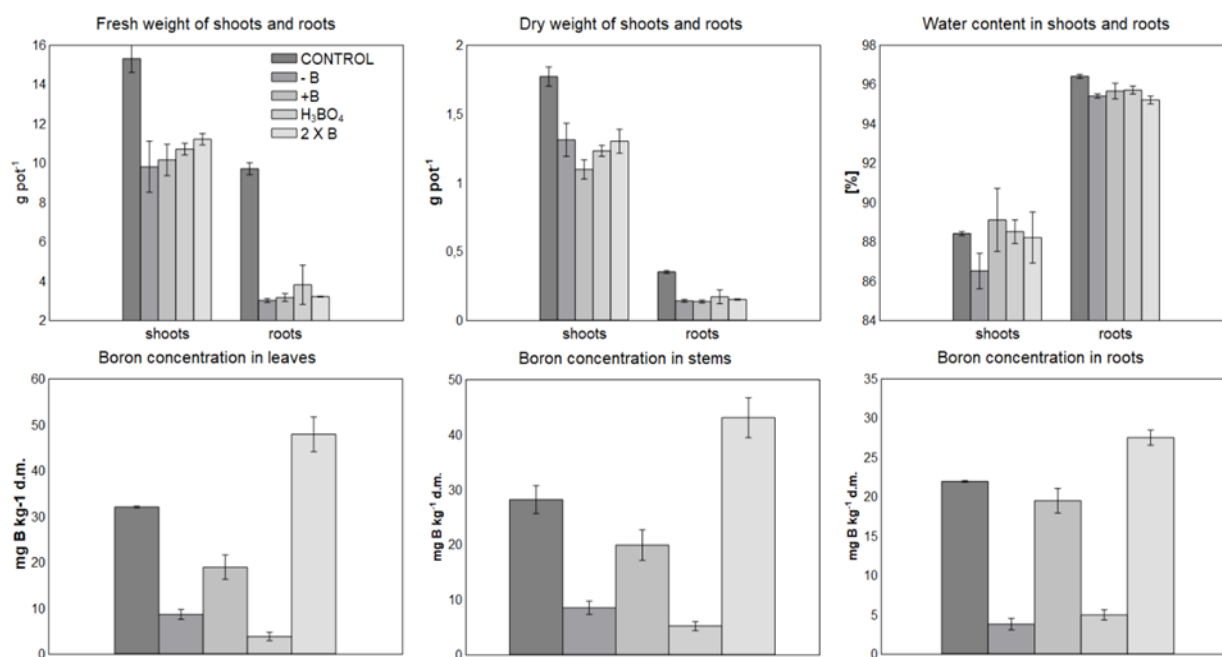 Fresh weight of shoots and roots
g pot⁻¹
16
14
12
10
8
6
4
2
CONTROL
- B
+B
H₃BO₄
2 X B
shoots
roots
Dry weight of shoots and roots
g pot⁻¹
2
1,5
1
0,5
0
shoots
roots
Water content in shoots and roots
[%]
98
96
94
92
90
88
86
84
shoots
roots
Boron concentration in leaves
mg B kg-1 d.m.
60
50
40
30
20
10
0
Boron concentration in stems
mg B kg⁻¹ d.m.
50
40
30
20
10
0
Boron concentration in roots
mg B kg⁻¹ d.m.
35
30
25
20
15
10
5
0